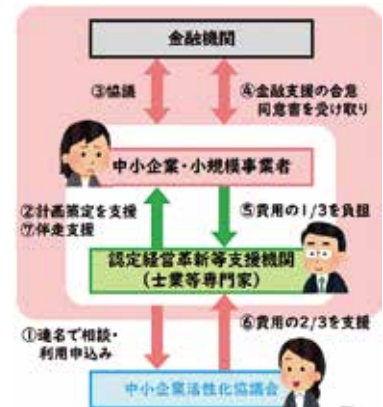 金融機関
③協議
④金融支援の合意
同意書を受け取り
中小企業・小規模事業者
②計画策定を支援
⑦伴走支援
⑤費用の1/3を負担
認定経営革新等支援機関
(士業等専門家)
①連名で相談・
利用申込み
⑥費用の2/3を支援
中小企業活性化協議会